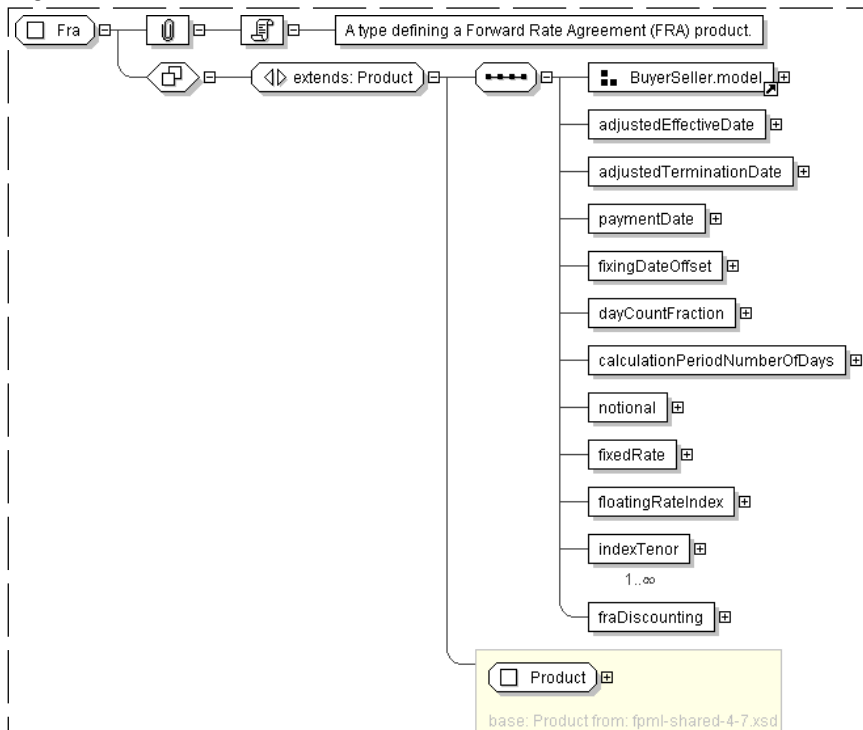 Fra
A type defining a Forward Rate Agreement (FRA) product.
extends: Product
BuyerSeller.model
adjustedEffectiveDate
adjustedTerminationDate
paymentDate
fixingDateOffset
dayCountFraction
calculationPeriodNumberOfDays
notional
fixedRate
floatingRateIndex
indexTenor
1..∞
fraDiscounting
Product
base: Product from: fpml-shared-4-7.xsd